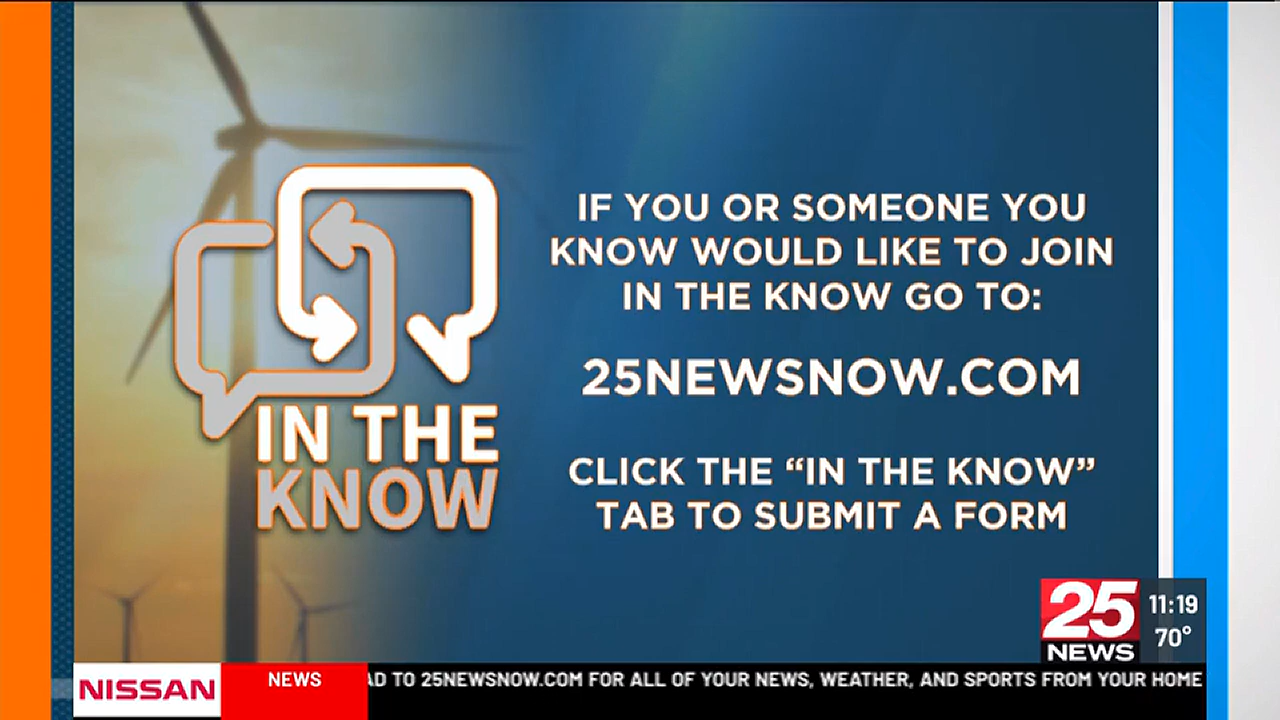 IF YOU OR SOMEONE YOU
KNOW WOULD LIKE TO JOIN
IN THE KNOW GO TO:
25NEWSNOW.COM
CLICK THE “IN THE KNOW”
TAB TO SUBMIT A FORM
IN THE
KNOW
25
NEWS
11:19
70°
NISSAN
NEWS
AD TO 25NEWSNOW.COM FOR ALL OF YOUR NEWS, WEATHER, AND SPORTS FROM YOUR HOME